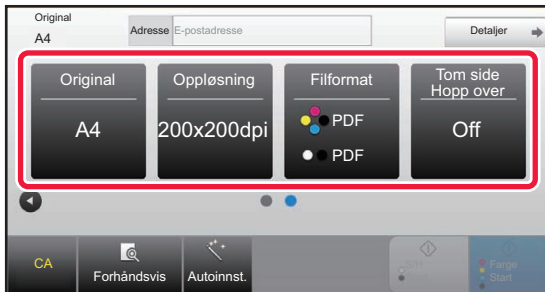 Original
A4
Adresse
E-postadresse
Detaljer
Original
A4
Oppløsning
200x200dpi
Filformat
PDF
PDF
Tom side
Hopp over
Off
CA
Forhåndsvis
Autoinnst.
Farge
Start